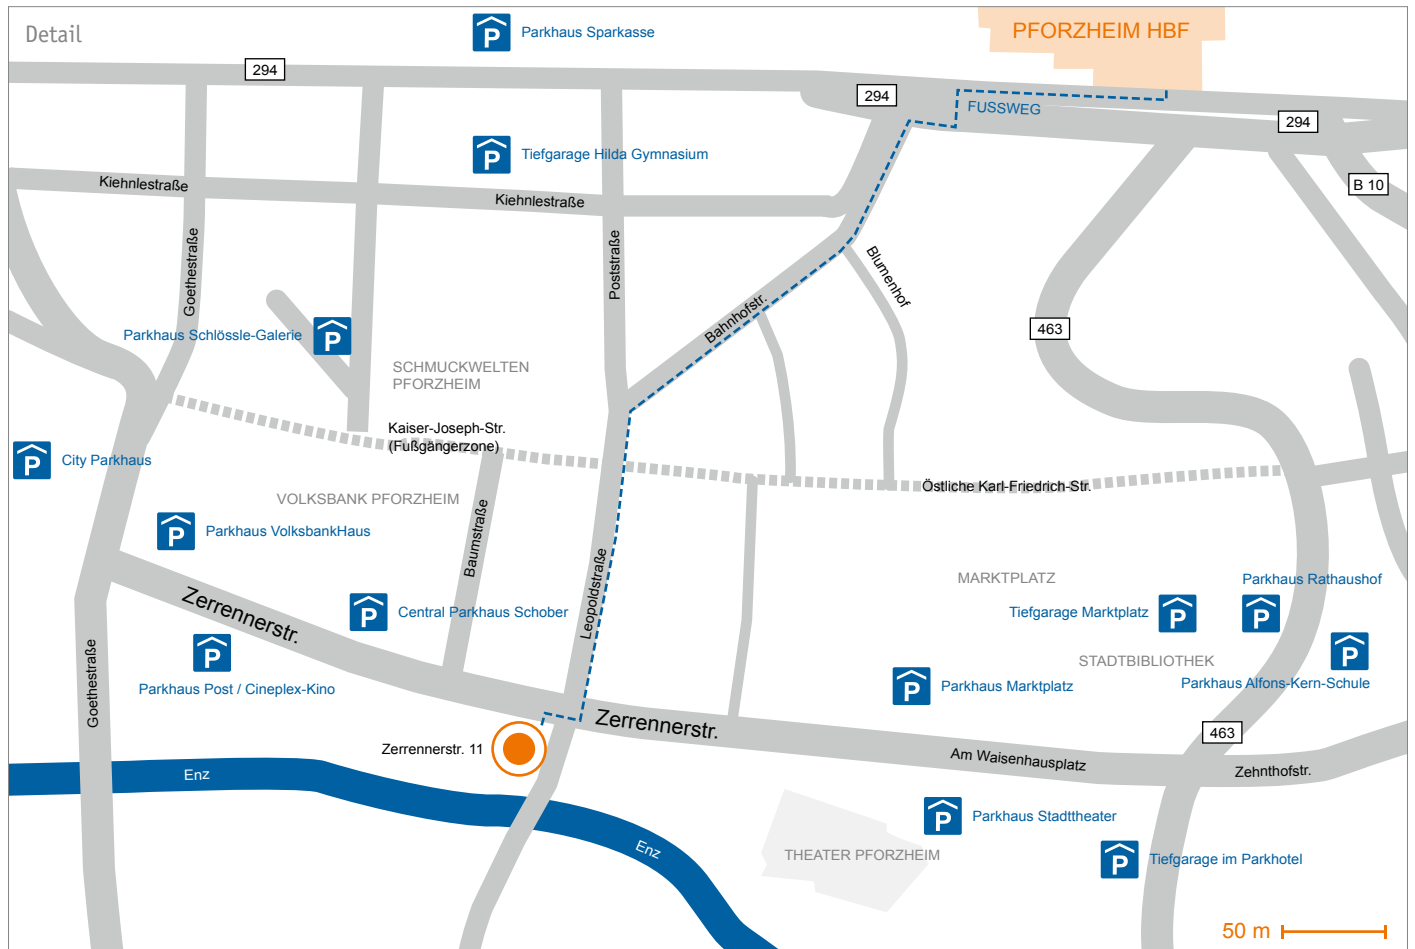 Detail
P
Parkhaus Sparkasse
PFORZHEIM HBF
294
294
FUSSWEG
294
P
Tiefgarage Hilda Gymnasium
B 10
Kiehnlestraße
Kiehnlestraße
Goethestraße
Poststraße
Blumenhof
Bahnhofstr.
463
Parkhaus Schlössle-Galerie
P
SCHMUCKWELTEN
PFORZHEIM
Kaiser-Joseph-Str.
(Fußgängerzone)
P
City Parkhaus
Östliche Karl-Friedrich-Str.
VOLKSBANK PFORZHEIM
P
Parkhaus VolksbankHaus
Baumstraße
Leopoldstraße
MARKTPLATZ
Parkhaus Rathaushof
Zerrennerstr.
P
Central Parkhaus Schober
Tiefgarage Marktplatz
P
P
P
Parkhaus Post / Cineplex-Kino
Goethestraße
STADTBIBLIOTHEK
P
Parkhaus Alfons-Kern-Schule
P
Parkhaus Marktplatz
Zerrennerstr.
463
Zerrennerstr. 11
Am Waisenhausplatz
Zehnthofstr.
Enz
P
Parkhaus Stadttheater
Enz
THEATER PFORZHEIM
P
Tiefgarage im Parkhotel
50 m